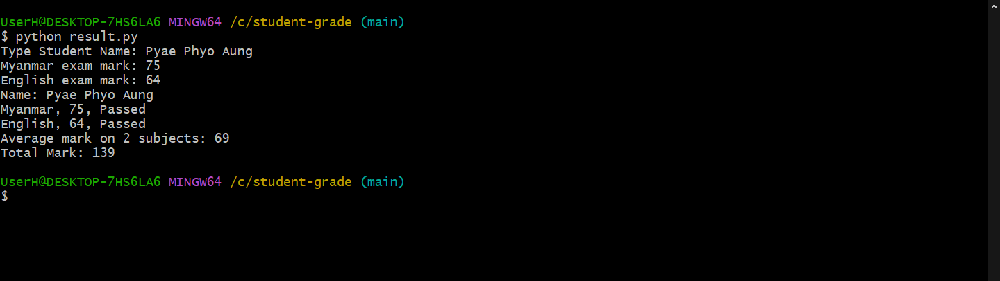 UserH@DESKTOP-7HS6LA6 MINGW64 /c/student-grade (main)
$ python result.py
Type Student Name: Pyae Phyo Aung
Myanmar exam mark: 75
English exam mark: 64
Name: Pyae Phyo Aung
Myanmar, 75, Passed
English, 64, Passed
Average mark on 2 subjects: 69
Total Mark: 139
UserH@DESKTOP-7HS6LA6 MINGW64 /c/student-grade (main)
$